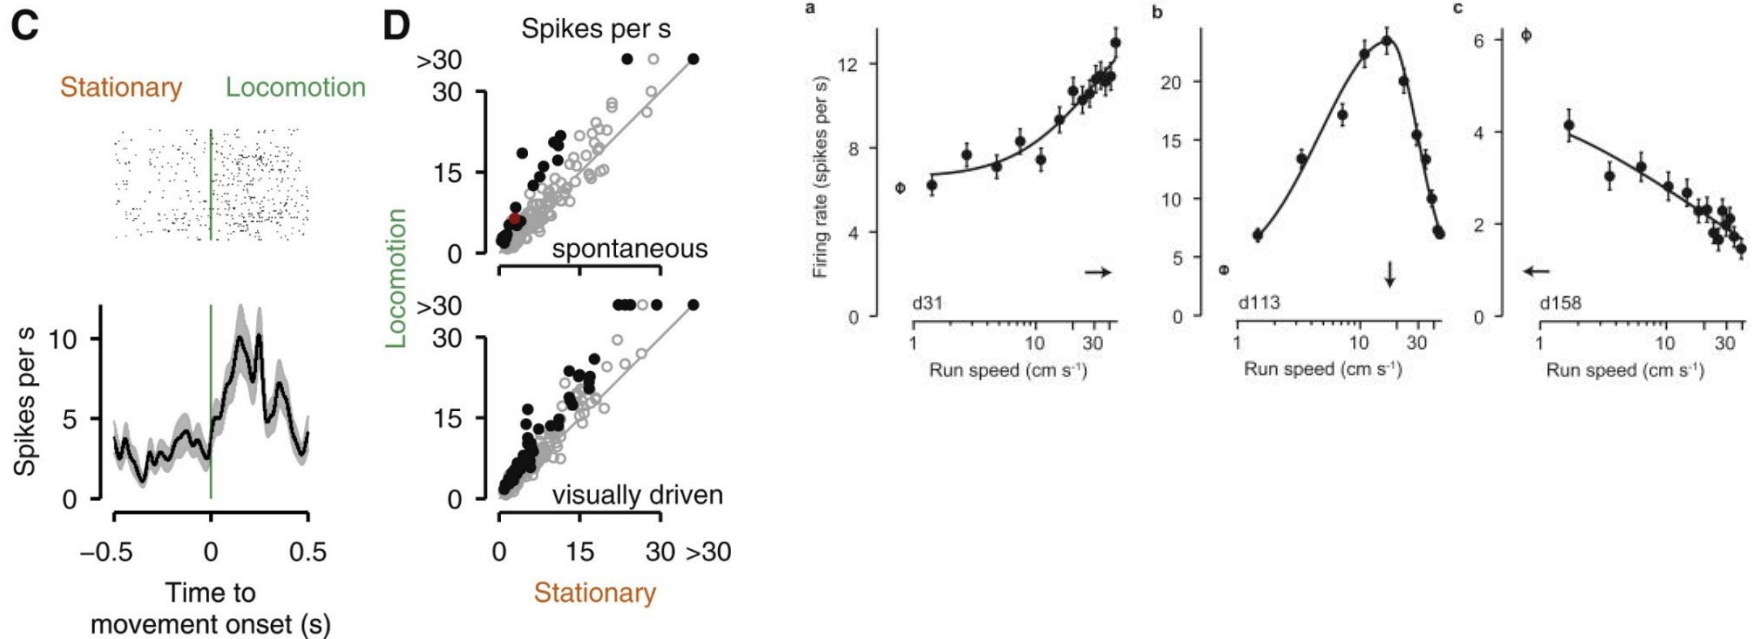 C
Stationary
Locomotion
Spikes per s
10
5
0
−0.5
0
0.5
Time to
movement onset (s)
D
Spikes per s
Locomotion
>30
30
15
0
spontaneous
>30
30
15
0
visually driven
0
15
30
>30
Stationary
a
Firing rate (spikes per s)
12
8
4
0
d31
1
10
30
Run speed (cm s⁻¹)
b
20
15
10
5
0
d113
1
10
30
Run speed (cm s⁻¹)
c
6
4
2
0
d158
1
10
30
Run speed (cm s⁻¹)